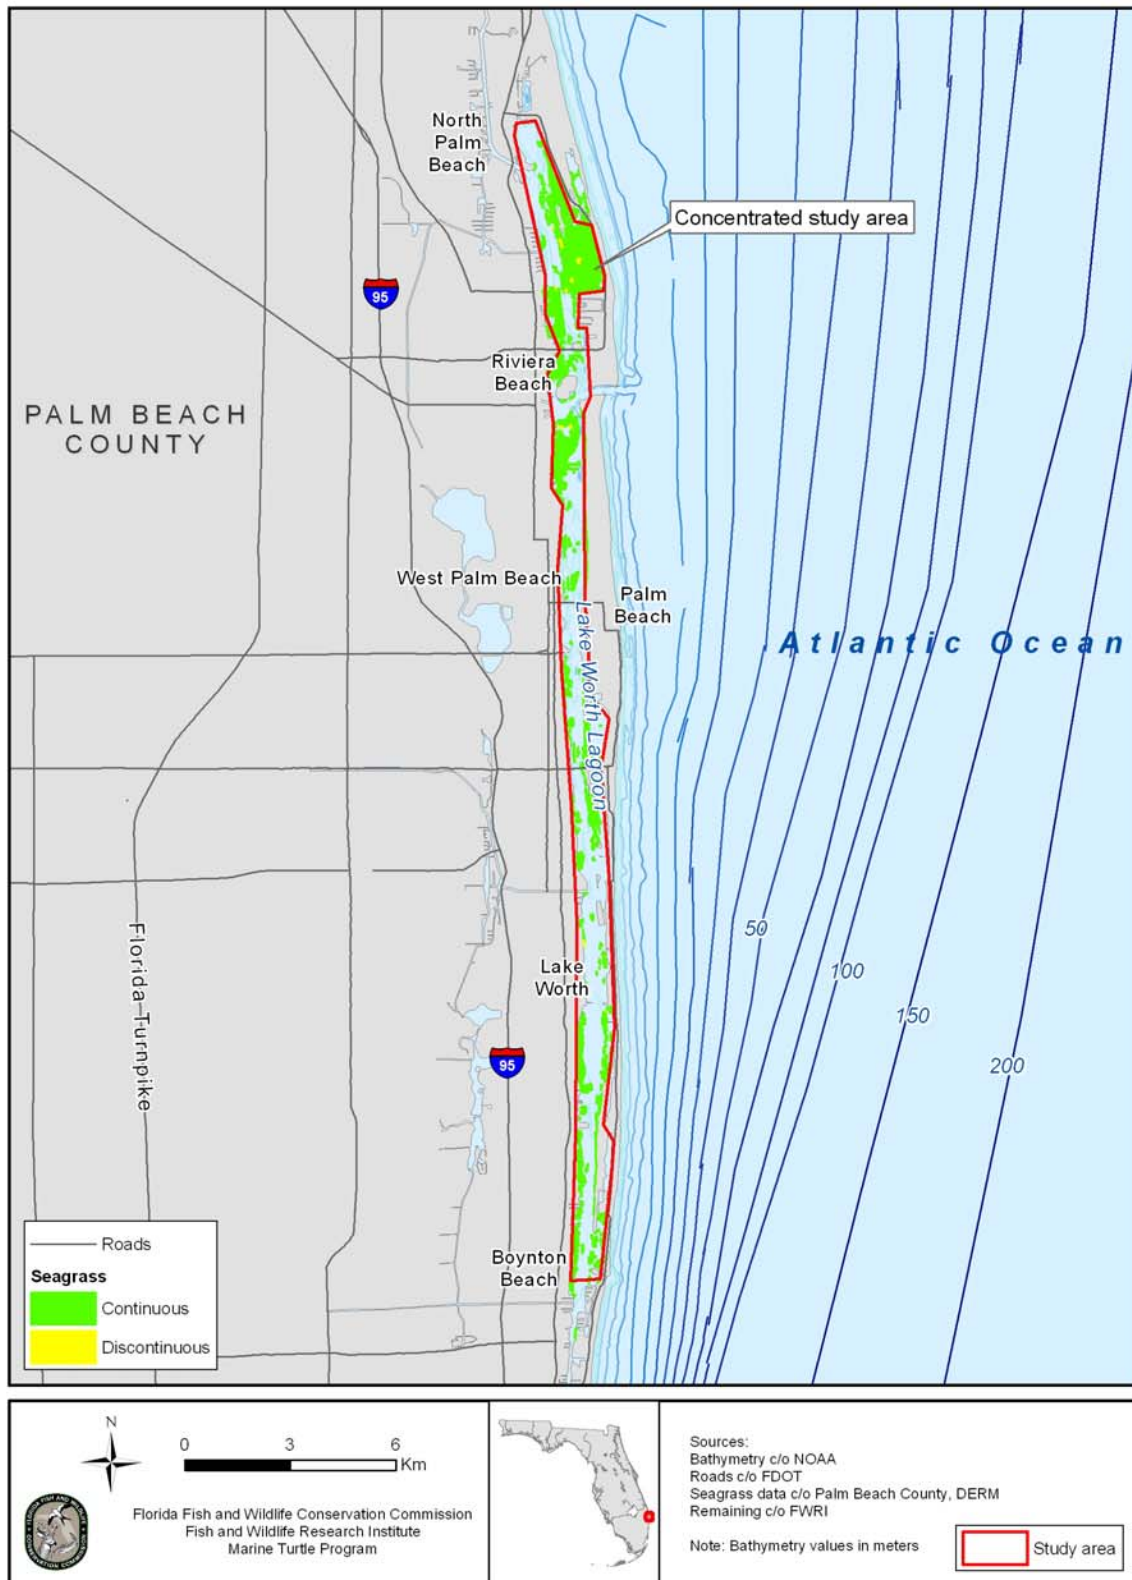 North
Palm
Beach
Concentrated study area
95
Riviera
Beach
PALM BEACH
COUNTY
West Palm Beach
Palm
Beach
Lake Worth Lagoon
Atlantic Ocean
50
100
150
200
Florida Turnpike
Lake
Worth
95
Boynton
Beach
Roads
Seagrass
Continuous
Discontinuous
N
0 3 6
Km
Florida Fish and Wildlife Conservation Commission
Fish and Wildlife Research Institute
Marine Turtle Program
Sources:
Bathymetry c/o NOAA
Roads c/o FDOT
Seagrass data c/o Palm Beach County, DERM
Remaining c/o FWRI
Note: Bathymetry values in meters
Study area